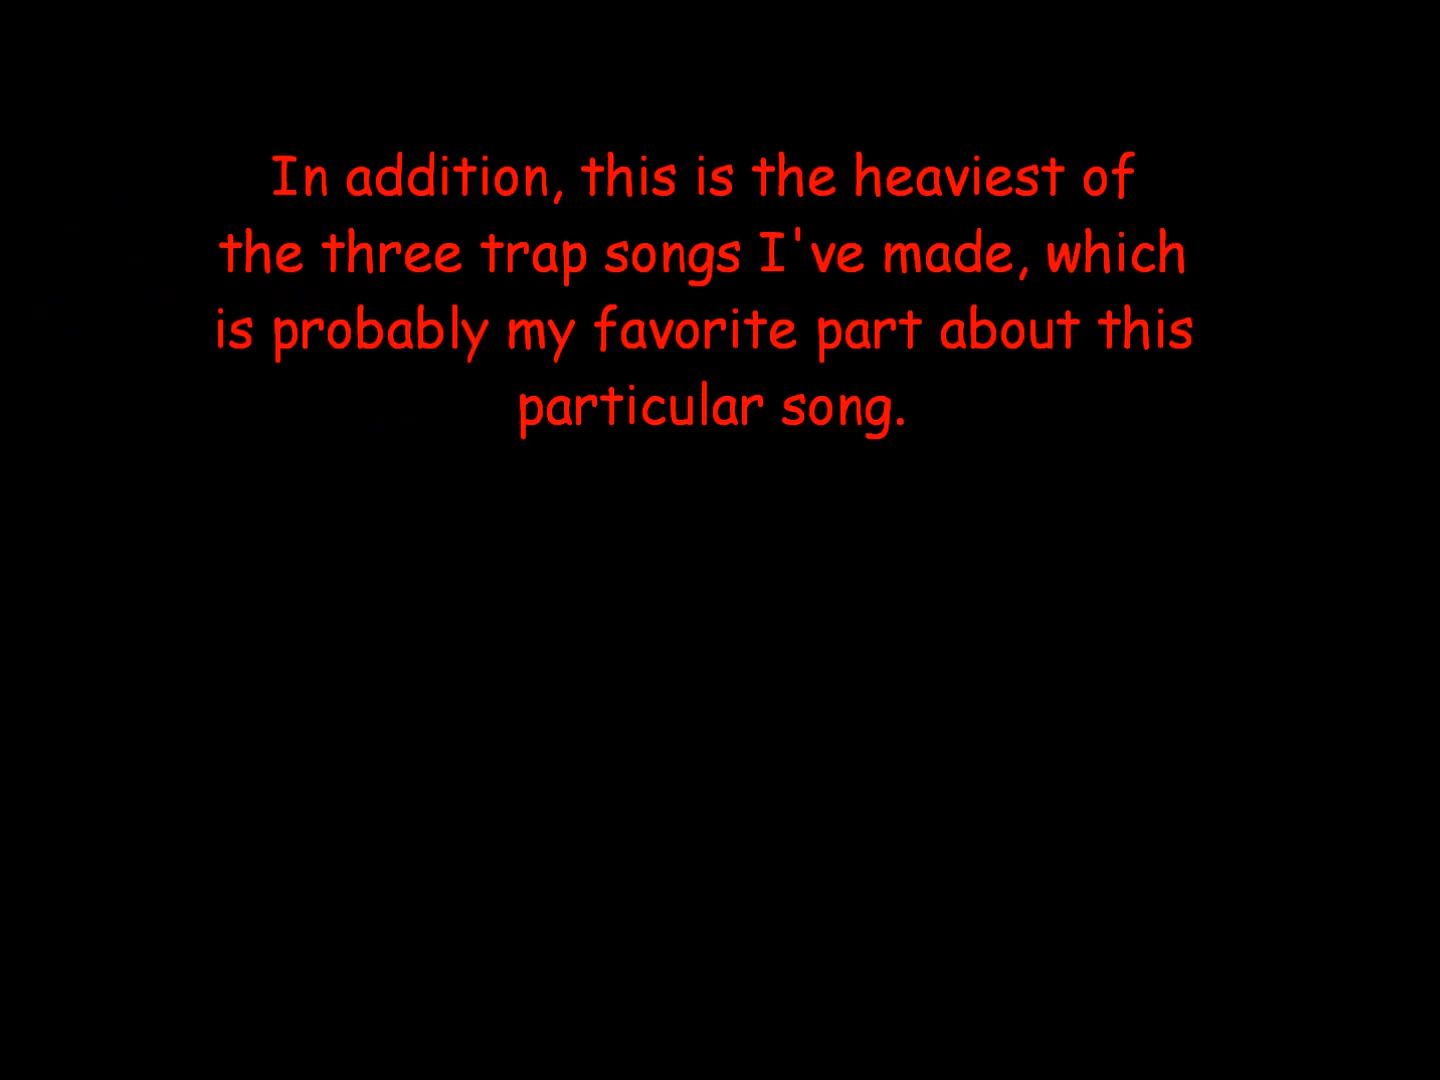 In addition, this is the heaviest of
the three trap songs I've made, which
is probably my favorite part about this
particular song.